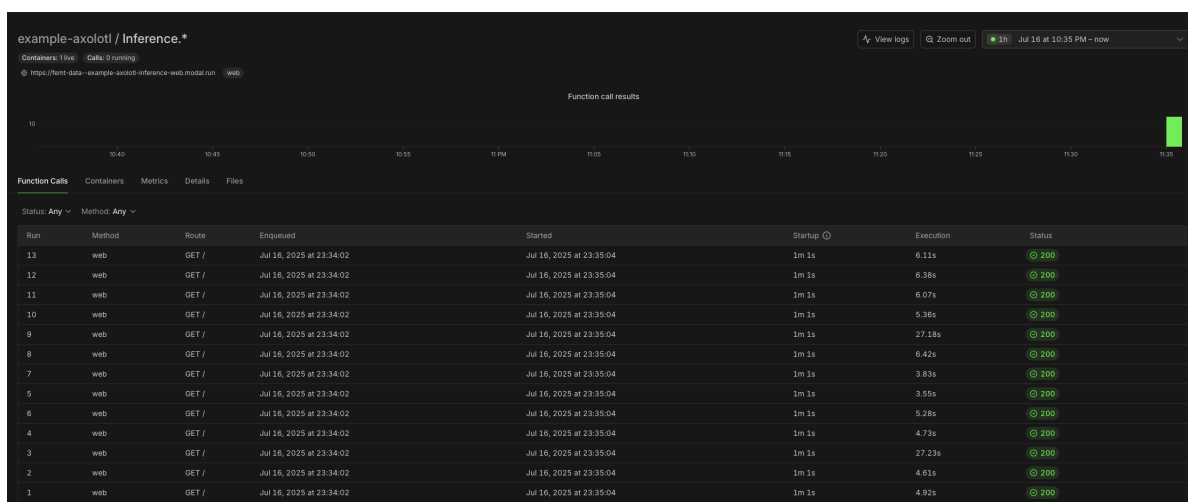 example-axolotl / Inference.*
View logs Zoom out 1h Jul 16 at 10:35 PM – now
Containers: 1 live Calls: 0 running
https://femt-data--example-axolotl-inference-web.modal.run web
Function call results
10
10:40 10:45 10:50 10:55 11 PM 11:05 11:10 11:15 11:20 11:25 11:30 11:35
Function Calls Containers Metrics Details Files
Status: Any Method: Any
Run Method Route Enqueued Started Startup Execution Status
13 web GET / Jul 16, 2025 at 23:34:02 Jul 16, 2025 at 23:35:04 1m 1s 6.11s 200
12 web GET / Jul 16, 2025 at 23:34:02 Jul 16, 2025 at 23:35:04 1m 1s 6.38s 200
11 web GET / Jul 16, 2025 at 23:34:02 Jul 16, 2025 at 23:35:04 1m 1s 6.07s 200
10 web GET / Jul 16, 2025 at 23:34:02 Jul 16, 2025 at 23:35:04 1m 1s 5.36s 200
9 web GET / Jul 16, 2025 at 23:34:02 Jul 16, 2025 at 23:35:04 1m 1s 27.18s 200
8 web GET / Jul 16, 2025 at 23:34:02 Jul 16, 2025 at 23:35:04 1m 1s 6.42s 200
7 web GET / Jul 16, 2025 at 23:34:02 Jul 16, 2025 at 23:35:04 1m 1s 3.83s 200
5 web GET / Jul 16, 2025 at 23:34:02 Jul 16, 2025 at 23:35:04 1m 1s 3.55s 200
6 web GET / Jul 16, 2025 at 23:34:02 Jul 16, 2025 at 23:35:04 1m 1s 5.28s 200
4 web GET / Jul 16, 2025 at 23:34:02 Jul 16, 2025 at 23:35:04 1m 1s 4.73s 200
3 web GET / Jul 16, 2025 at 23:34:02 Jul 16, 2025 at 23:35:04 1m 1s 27.23s 200
2 web GET / Jul 16, 2025 at 23:34:02 Jul 16, 2025 at 23:35:04 1m 1s 4.61s 200
1 web GET / Jul 16, 2025 at 23:34:02 Jul 16, 2025 at 23:35:04 1m 1s 4.92s 200